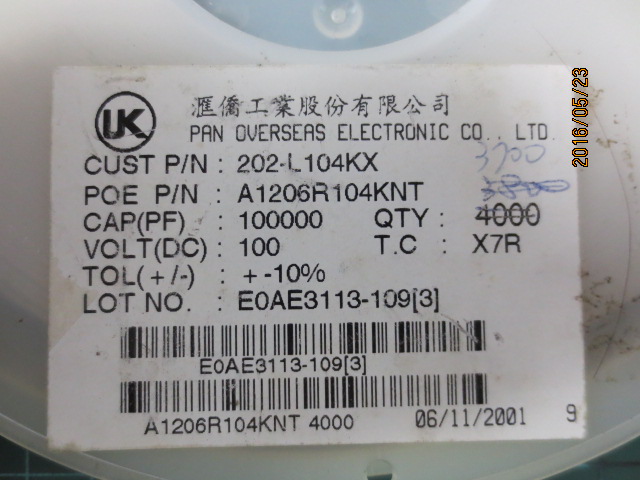 UK
滙僑工業股份有限公司
PAN OVERSEAS ELECTRONIC CO., LTD.
CUST P/N : 202-L104KX
3700
POE P/N : A1206R104KNT
CAP(PF) : 100000 QTY : 4000
VOLT(DC) : 100 T.C : X7R
TOL(+/-) : + -10%
LOT NO. : E0AE3113-109[3]
E0AE3113-109[3]
A1206R104KNT 4000 06/11/2001 9
2016/05/23